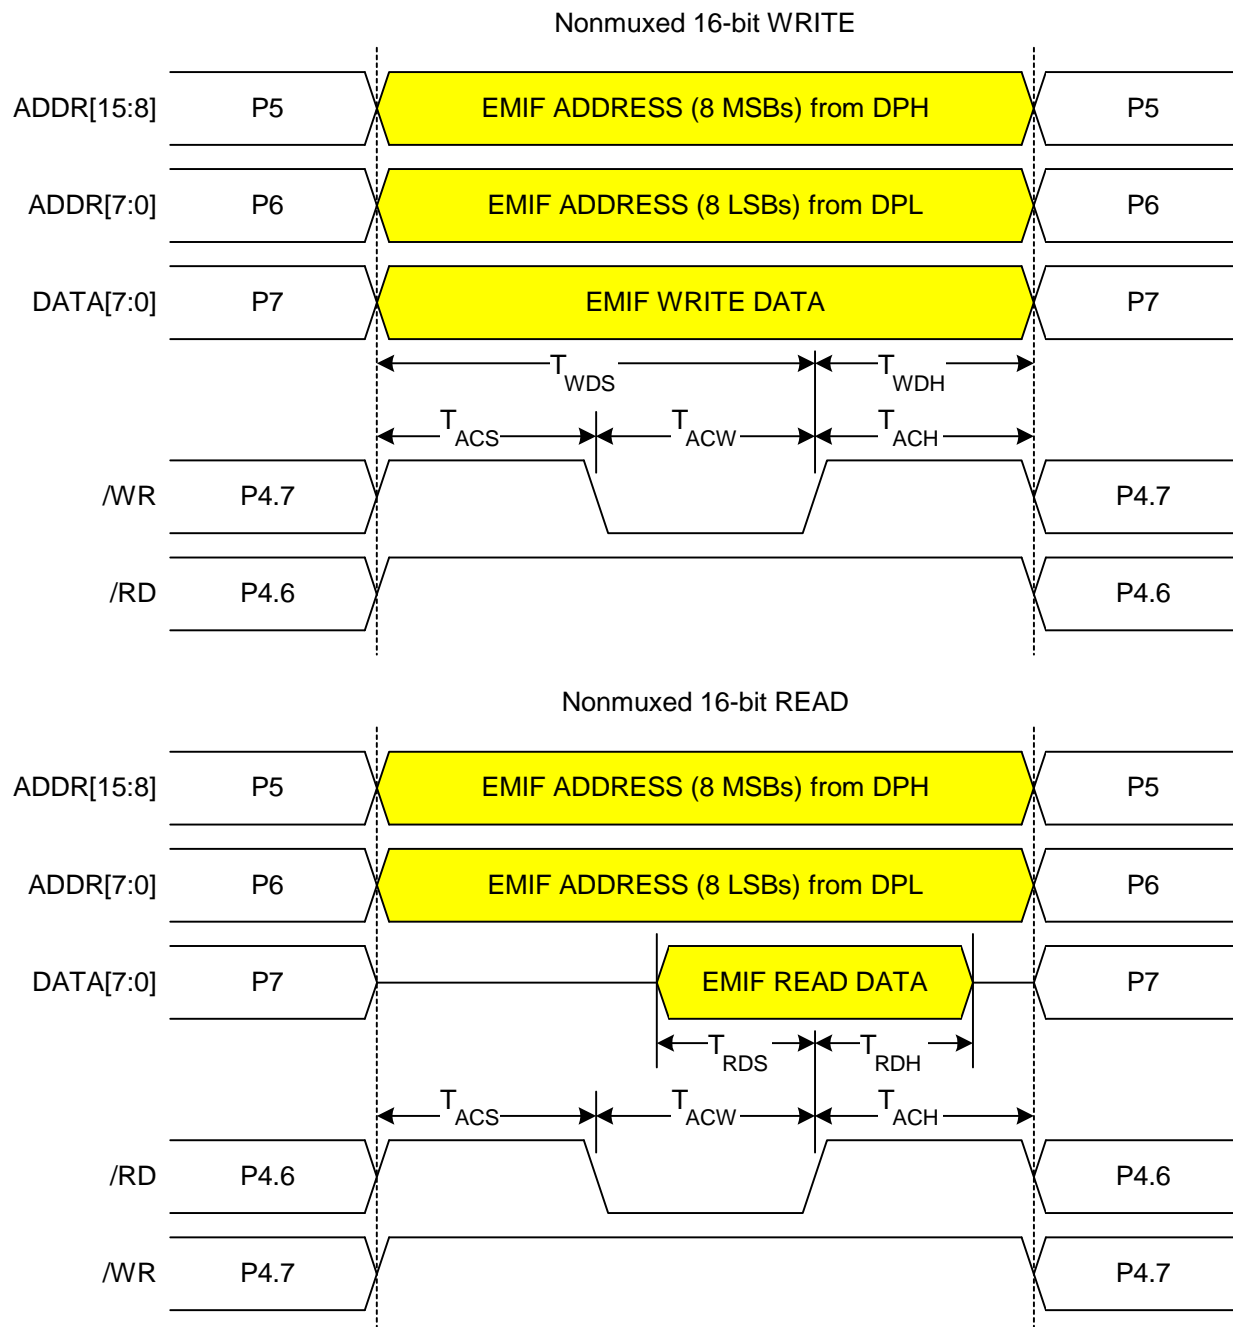 Nonmuxed 16-bit WRITE
ADDR[15:8] P5 EMIF ADDRESS (8 MSBs) from DPH P5
ADDR[7:0] P6 EMIF ADDRESS (8 LSBs) from DPL P6
DATA[7:0] P7 EMIF WRITE DATA P7
TWDS TWDH
TACS TACW TACH
/WR P4.7 P4.7
/RD P4.6 P4.6
Nonmuxed 16-bit READ
ADDR[15:8] P5 EMIF ADDRESS (8 MSBs) from DPH P5
ADDR[7:0] P6 EMIF ADDRESS (8 LSBs) from DPL P6
DATA[7:0] P7 EMIF READ DATA P7
TRDS TRDH
TACS TACW TACH
/RD P4.6 P4.6
/WR P4.7 P4.7